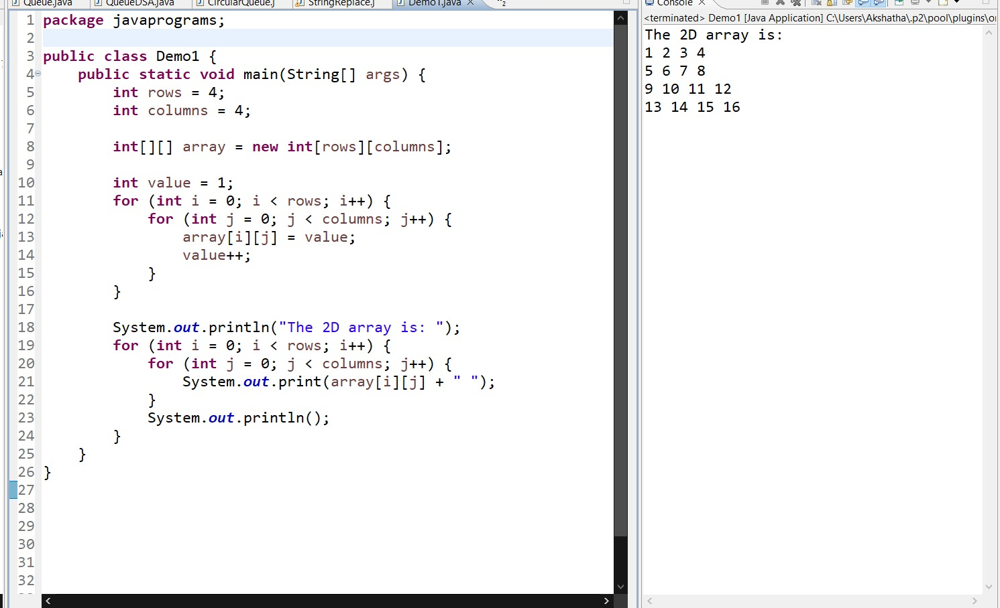 Queue.java QueueDSA.java CircularQueue.j StringReplace.j Demo1.java 2
1 package javaprograms;
2
3 public class Demo1 {
4 public static void main(String[] args) {
5 int rows = 4;
6 int columns = 4;
7
8 int[][] array = new int[rows][columns];
9
10 int value = 1;
11 for (int i = 0; i < rows; i++) {
12 for (int j = 0; j < columns; j++) {
13 array[i][j] = value;
14 value++;
15 }
16 }
17
18 System.out.println("The 2D array is: ");
19 for (int i = 0; i < rows; i++) {
20 for (int j = 0; j < columns; j++) {
21 System.out.print(array[i][j] + " ");
22 }
23 System.out.println();
24 }
25 }
26 }
27
28
29
30
31
32
Console
<terminated> Demo1 [Java Application] C:\Users\Akshatha\.p2\pool\plugins\o
The 2D array is:
1 2 3 4
5 6 7 8
9 10 11 12
13 14 15 16